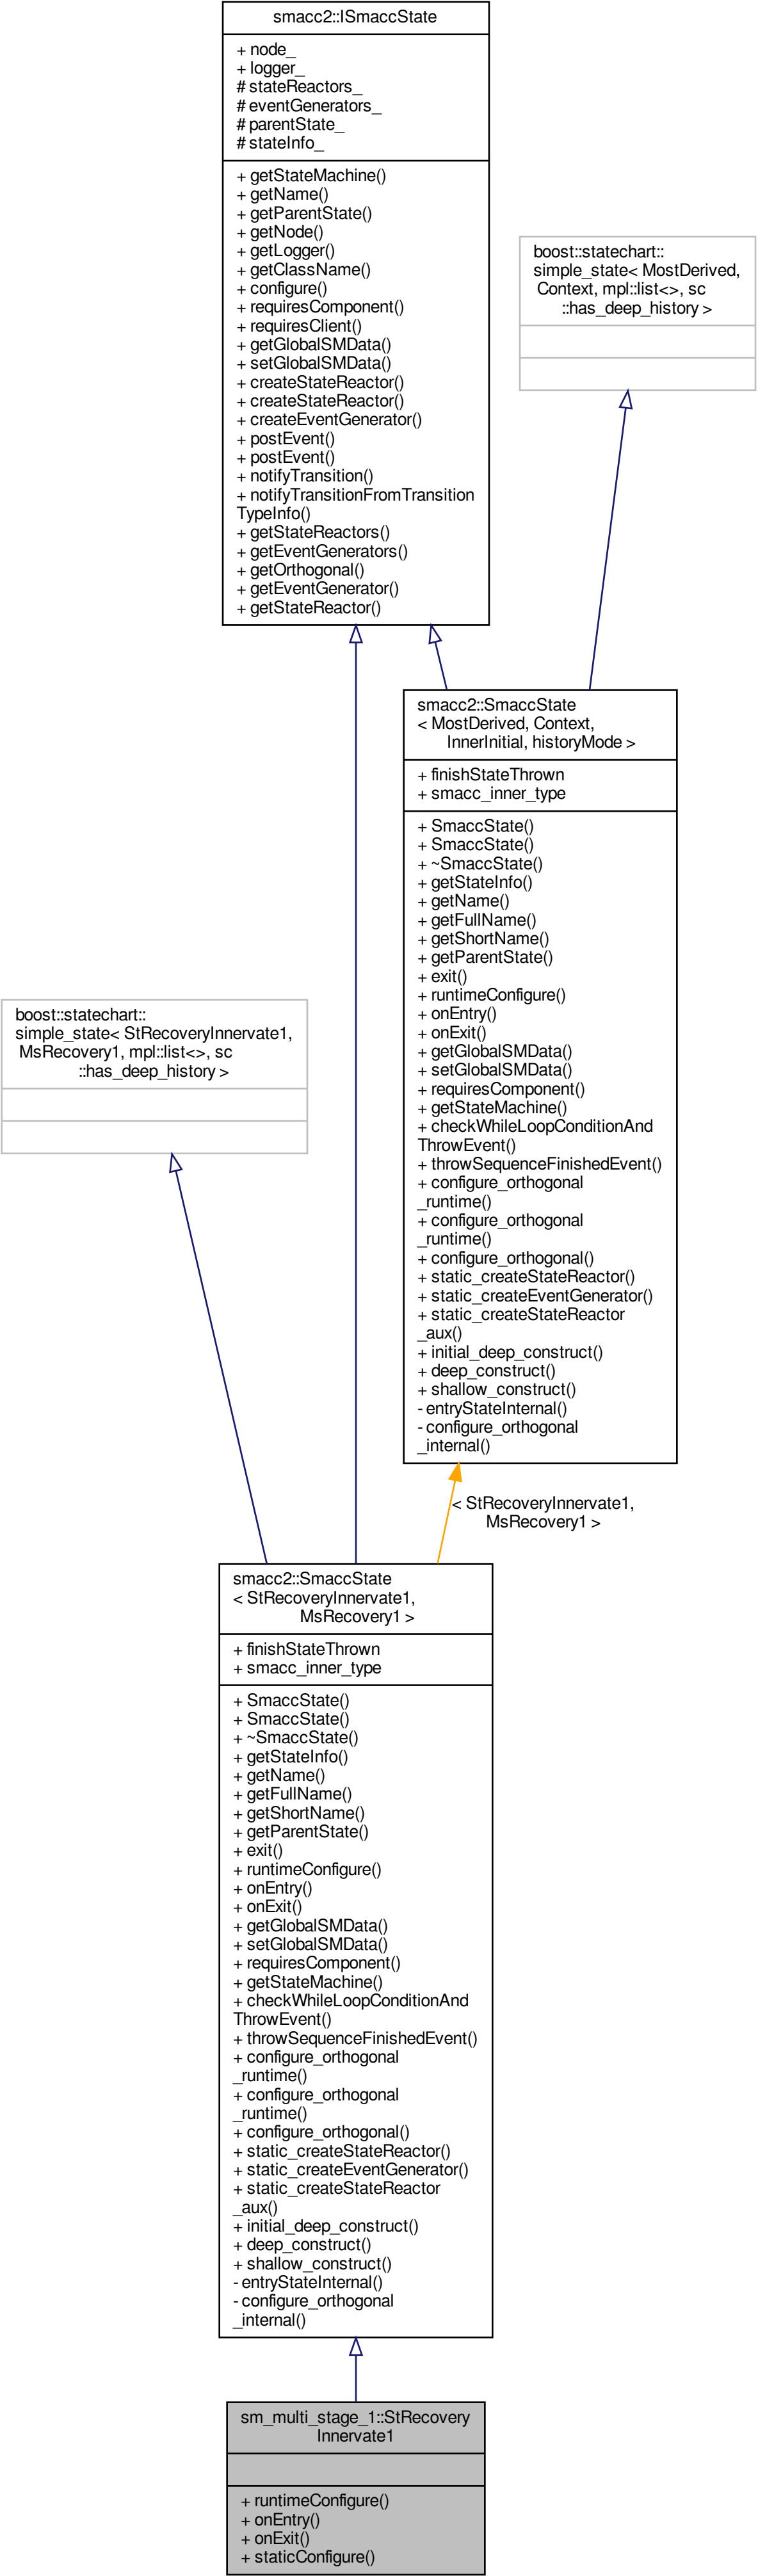 smacc2::ISmaccState
+ node_
+ logger_
# stateReactors_
# eventGenerators_
# parentState_
# stateInfo_
+ getStateMachine()
+ getName()
+ getParentState()
+ getNode()
+ getLogger()
+ getClassName()
+ configure()
+ requiresComponent()
+ requiresClient()
+ getGlobalSMData()
+ setGlobalSMData()
+ createStateReactor()
+ createStateReactor()
+ createEventGenerator()
+ postEvent()
+ postEvent()
+ notifyTransition()
+ notifyTransitionFromTransition
TypeInfo()
+ getStateReactors()
+ getEventGenerators()
+ getOrthogonal()
+ getEventGenerator()
+ getStateReactor()
boost::statechart::
simple_state< MostDerived,
Context, mpl::list<>, sc
::has_deep_history >
smacc2::SmaccState
< MostDerived, Context,
InnerInitial, historyMode >
+ finishStateThrown
+ smacc_inner_type
+ SmaccState()
+ SmaccState()
+ ~SmaccState()
+ getStateInfo()
+ getName()
+ getFullName()
+ getShortName()
+ getParentState()
+ exit()
+ runtimeConfigure()
+ onEntry()
+ onExit()
+ getGlobalSMData()
+ setGlobalSMData()
+ requiresComponent()
+ getStateMachine()
+ checkWhileLoopConditionAnd
ThrowEvent()
+ throwSequenceFinishedEvent()
+ configure_orthogonal
_runtime()
+ configure_orthogonal
_runtime()
+ configure_orthogonal()
+ static_createStateReactor()
+ static_createEventGenerator()
+ static_createStateReactor
_aux()
+ initial_deep_construct()
+ deep_construct()
+ shallow_construct()
- entryStateInternal()
- configure_orthogonal
_internal()
boost::statechart::
simple_state< StRecoveryInnervate1,
MsRecovery1, mpl::list<>, sc
::has_deep_history >
< StRecoveryInnervate1,
MsRecovery1 >
smacc2::SmaccState
< StRecoveryInnervate1,
MsRecovery1 >
+ finishStateThrown
+ smacc_inner_type
+ SmaccState()
+ SmaccState()
+ ~SmaccState()
+ getStateInfo()
+ getName()
+ getFullName()
+ getShortName()
+ getParentState()
+ exit()
+ runtimeConfigure()
+ onEntry()
+ onExit()
+ getGlobalSMData()
+ setGlobalSMData()
+ requiresComponent()
+ getStateMachine()
+ checkWhileLoopConditionAnd
ThrowEvent()
+ throwSequenceFinishedEvent()
+ configure_orthogonal
_runtime()
+ configure_orthogonal
_runtime()
+ configure_orthogonal()
+ static_createStateReactor()
+ static_createEventGenerator()
+ static_createStateReactor
_aux()
+ initial_deep_construct()
+ deep_construct()
+ shallow_construct()
- entryStateInternal()
- configure_orthogonal
_internal()
sm_multi_stage_1::StRecovery
Innervate1
+ runtimeConfigure()
+ onEntry()
+ onExit()
+ staticConfigure()